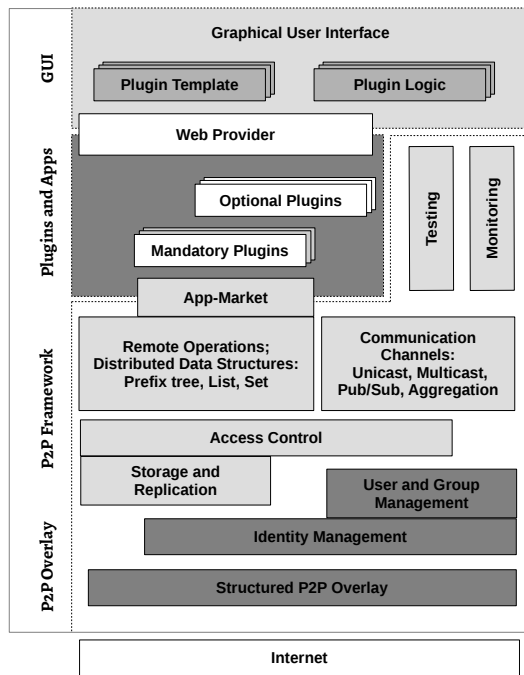 GUI
Graphical User Interface
Plugin Template
Plugin Logic
Web Provider
Plugins and Apps
Optional Plugins
Mandatory Plugins
App-Market
Testing
Monitoring
P2P Framework
Remote Operations;
Distributed Data Structures:
Prefix tree, List, Set
Communication
Channels:
Unicast, Multicast,
Pub/Sub, Aggregation
Access Control
Storage and
Replication
User and Group
Management
P2P Overlay
Identity Management
Structured P2P Overlay
Internet